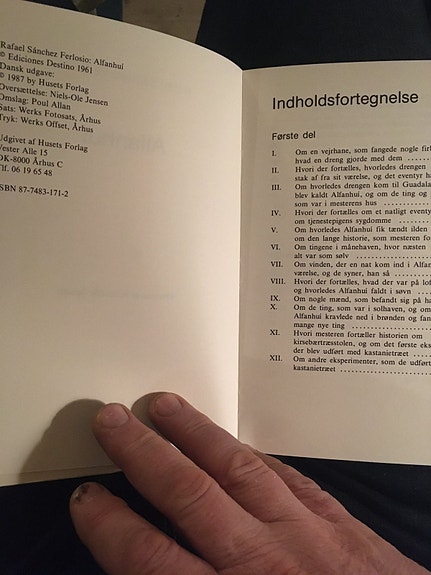 Rafael Sánchez Ferlosio: Alfanhuí
© Ediciones Destino 1961
Dansk udgave:
© 1987 by Husets Forlag
Oversættelse: Niels-Ole Jensen
Omslag: Poul Allan
Sats: Werks Fotosats, Århus
Tryk: Werks Offset, Århus
Udgivet af Husets Forlag
Vester Alle 15
DK-8000 Århus C
Tlf. 06 19 65 48
ISBN 87-7483-171-2
Indholdsfortegnelse
Første del
I. Om en vejrhane, som fangede nogle
hvad en dreng gjorde med dem
II. Hvori der fortælles, hvorledes drengen
stak af fra sit værelse, og det eventyr
III. Om hvorledes drengen kom til
blev kaldt Alfanhuí, og om de ting og
som var i mesterens hus
IV. Hvori der fortælles om et natligt
om tjenestepigens sygdomme
V. Om hvorledes Alfanhuí fik tændt ilden
om den lange historie, som mesteren
VI. Om tingene i månehaven, hvor næsten
alt var som sølv
VII. Om vinden, der en nat kom ind i
værelse, og de syner, han så
VIII. Hvori der fortælles, hvad der var på
og hvorledes Alfanhuí faldt i søvn
IX. Om nogle mænd, som befandt sig på
X. Om de ting, som var i solhaven, og
Alfanhuí kravlede ned i brønden og
mange nye ting
XI. Hvori mesteren fortæller historien om
kirsebærtræsstolen, og om det første
der blev udført med kastanietræet
XII. Om andre eksperimenter, som de
kastanietræet